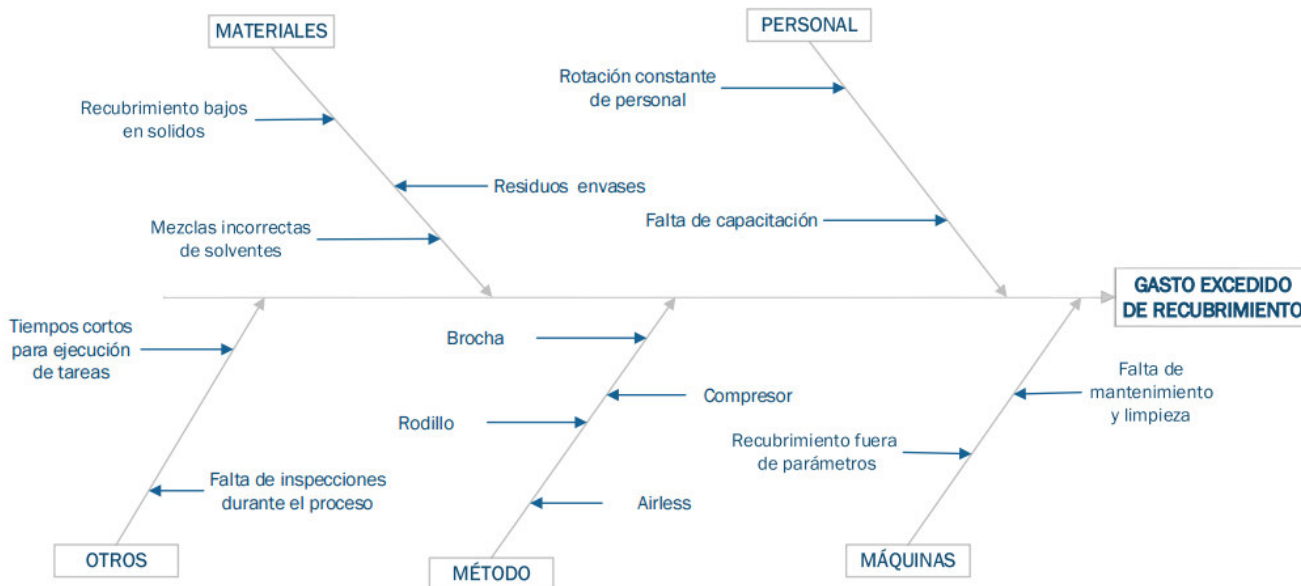 MATERIALES
PERSONAL
Rotación constante
de personal
Recubrimiento bajos
en solidos
Residuos envases
Falta de capacitación
Mezclas incorrectas
de solventes
GASTO EXCEDIDO
DE RECUBRIMIENTO
Tiempos cortos
para ejecución
de tareas
Brocha
Falta de
mantenimiento
y limpieza
Compresor
Rodillo
Recubrimiento fuera
de parámetros
Falta de inspecciones
durante el proceso
Airless
OTROS
MÉTODO
MÁQUINAS